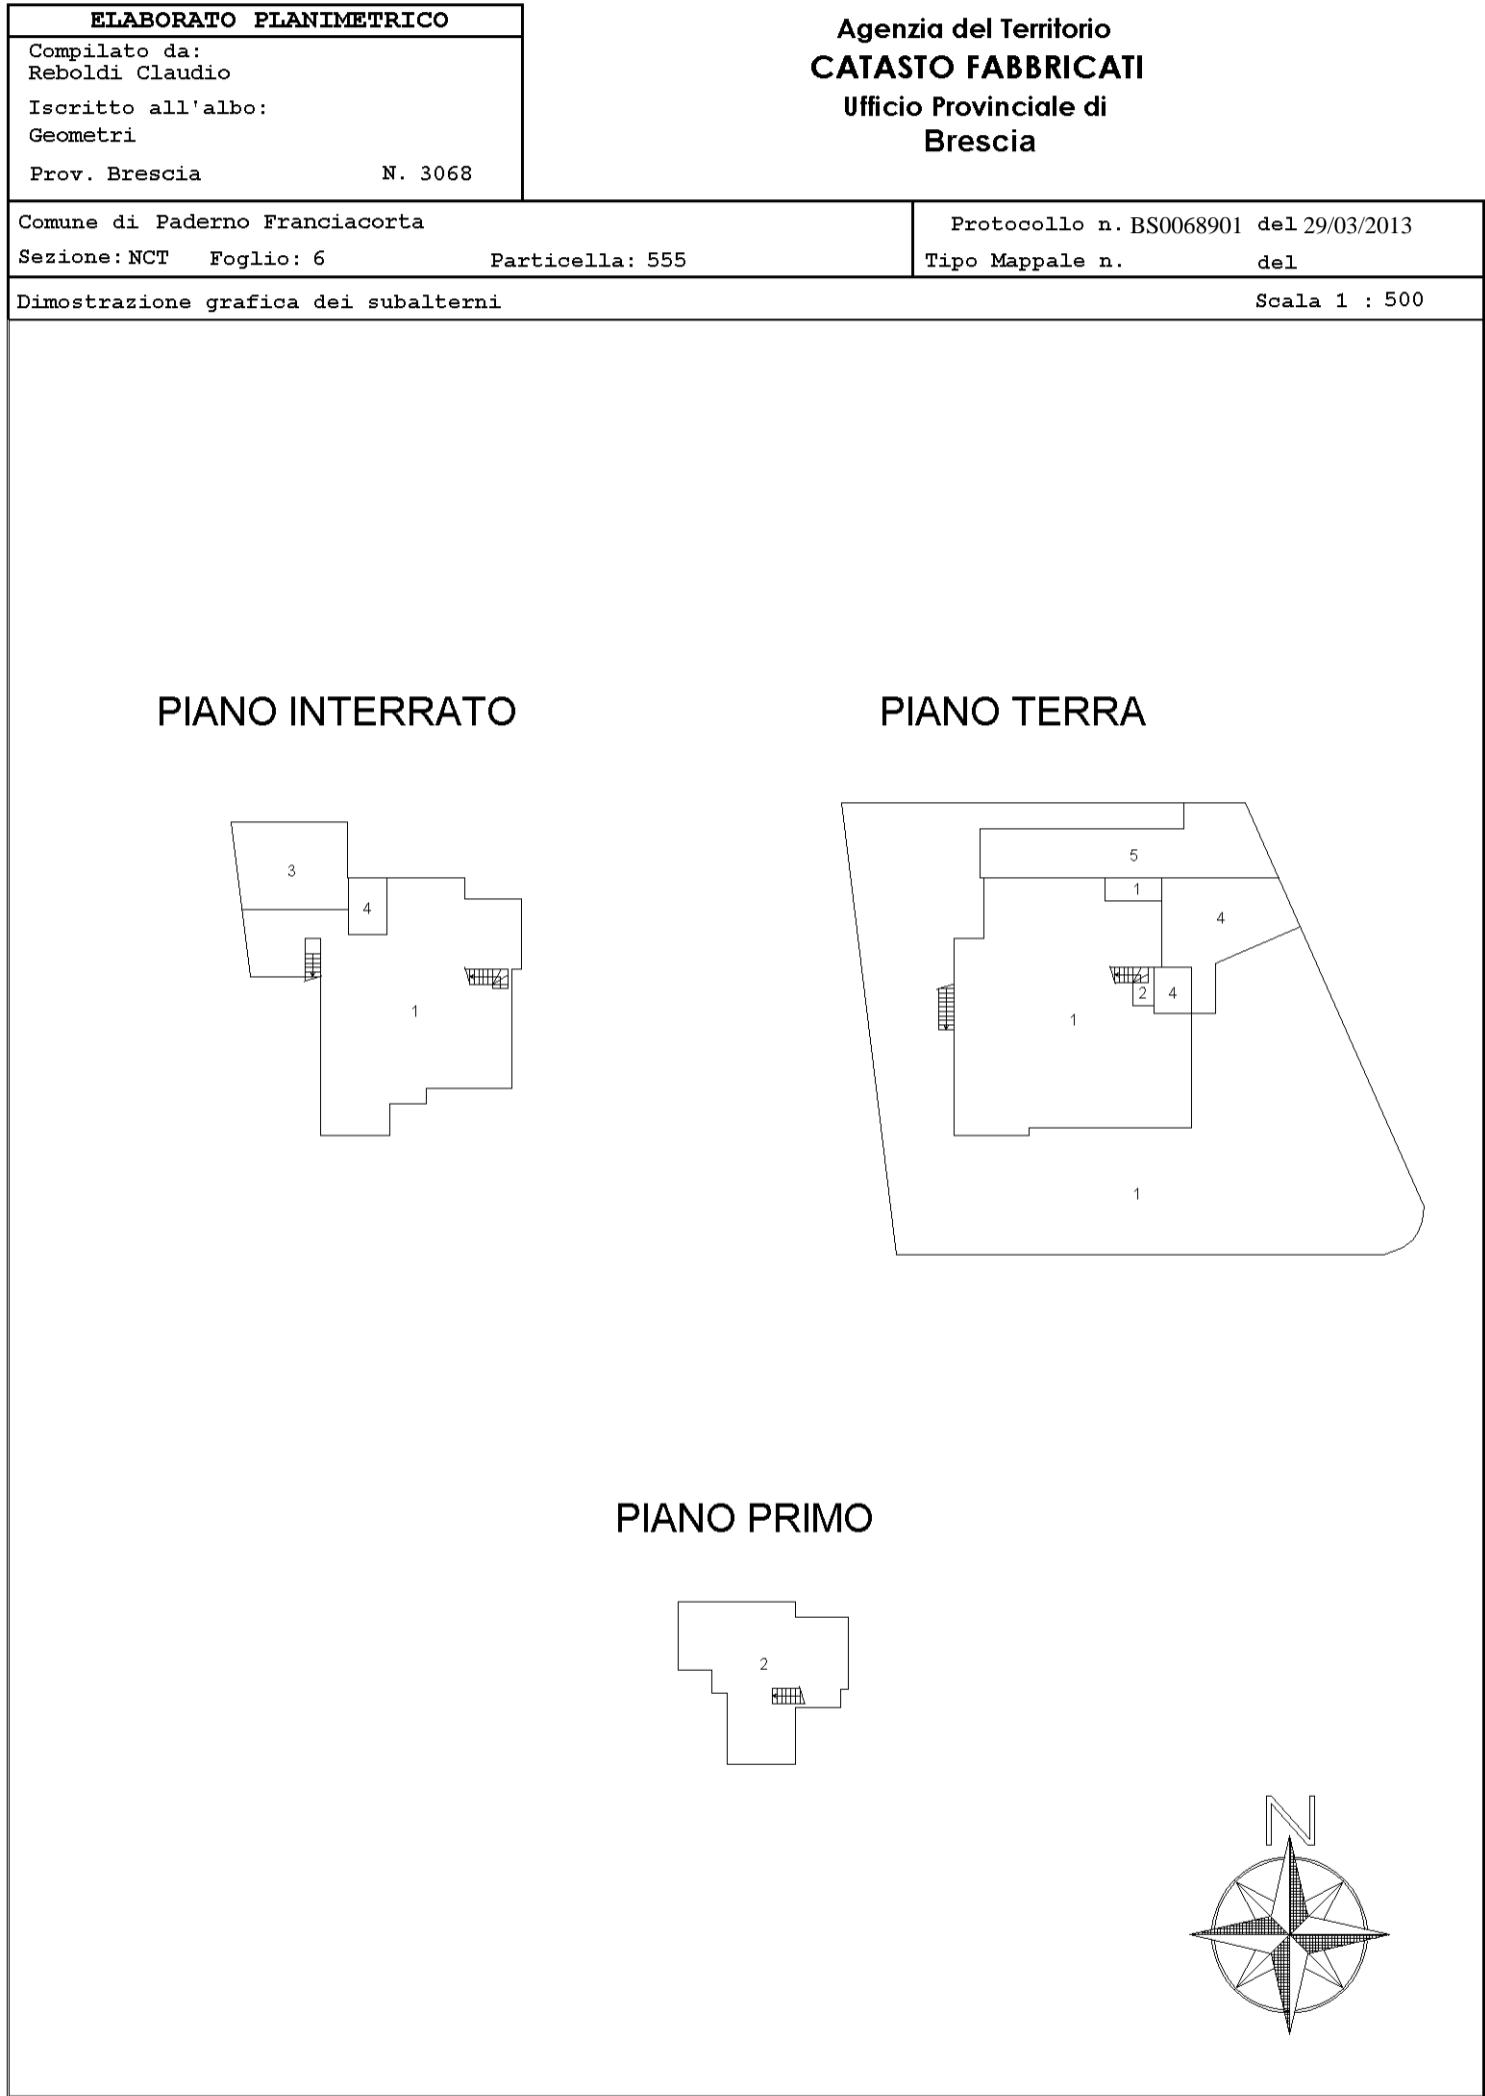 ELABORATO PLANIMETRICO
Compilato da:
Reboldi Claudio
Iscritto all'albo:
Geometri
Prov. Brescia N. 3068
Agenzia del Territorio
CATASTO FABBRICATI
Ufficio Provinciale di
Brescia
Comune di Paderno Franciacorta
Sezione: NCT Foglio: 6 Particella: 555
Protocollo n. BS0068901 del 29/03/2013
Tipo Mappale n. del
Dimostrazione grafica dei subalterni Scala 1 : 500
PIANO INTERRATO
3
4
1
PIANO TERRA
5
1
4
2 4
1
1
PIANO PRIMO
2
N